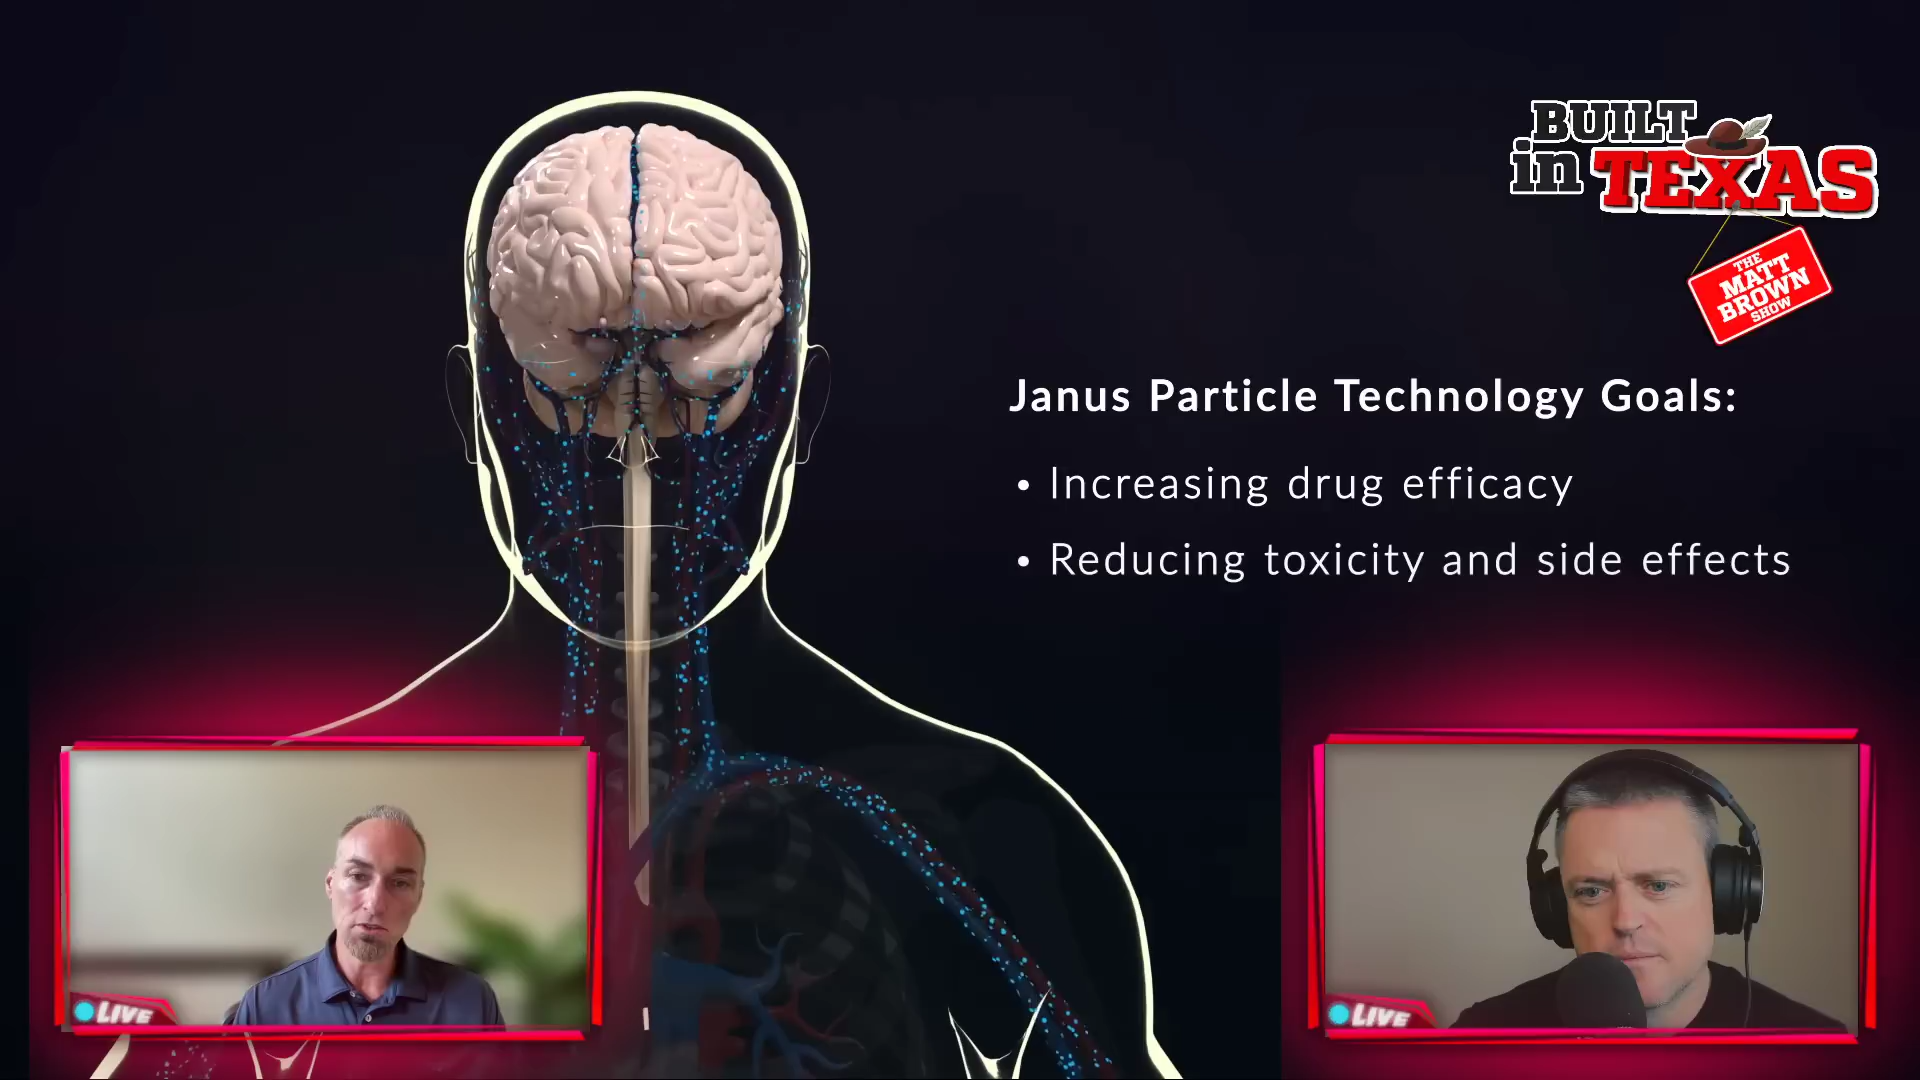 BUILT
in TEXAS
THE
MATT
BROWN
SHOW
Janus Particle Technology Goals:
• Increasing drug efficacy
• Reducing toxicity and side effects
LIVE
LIVE